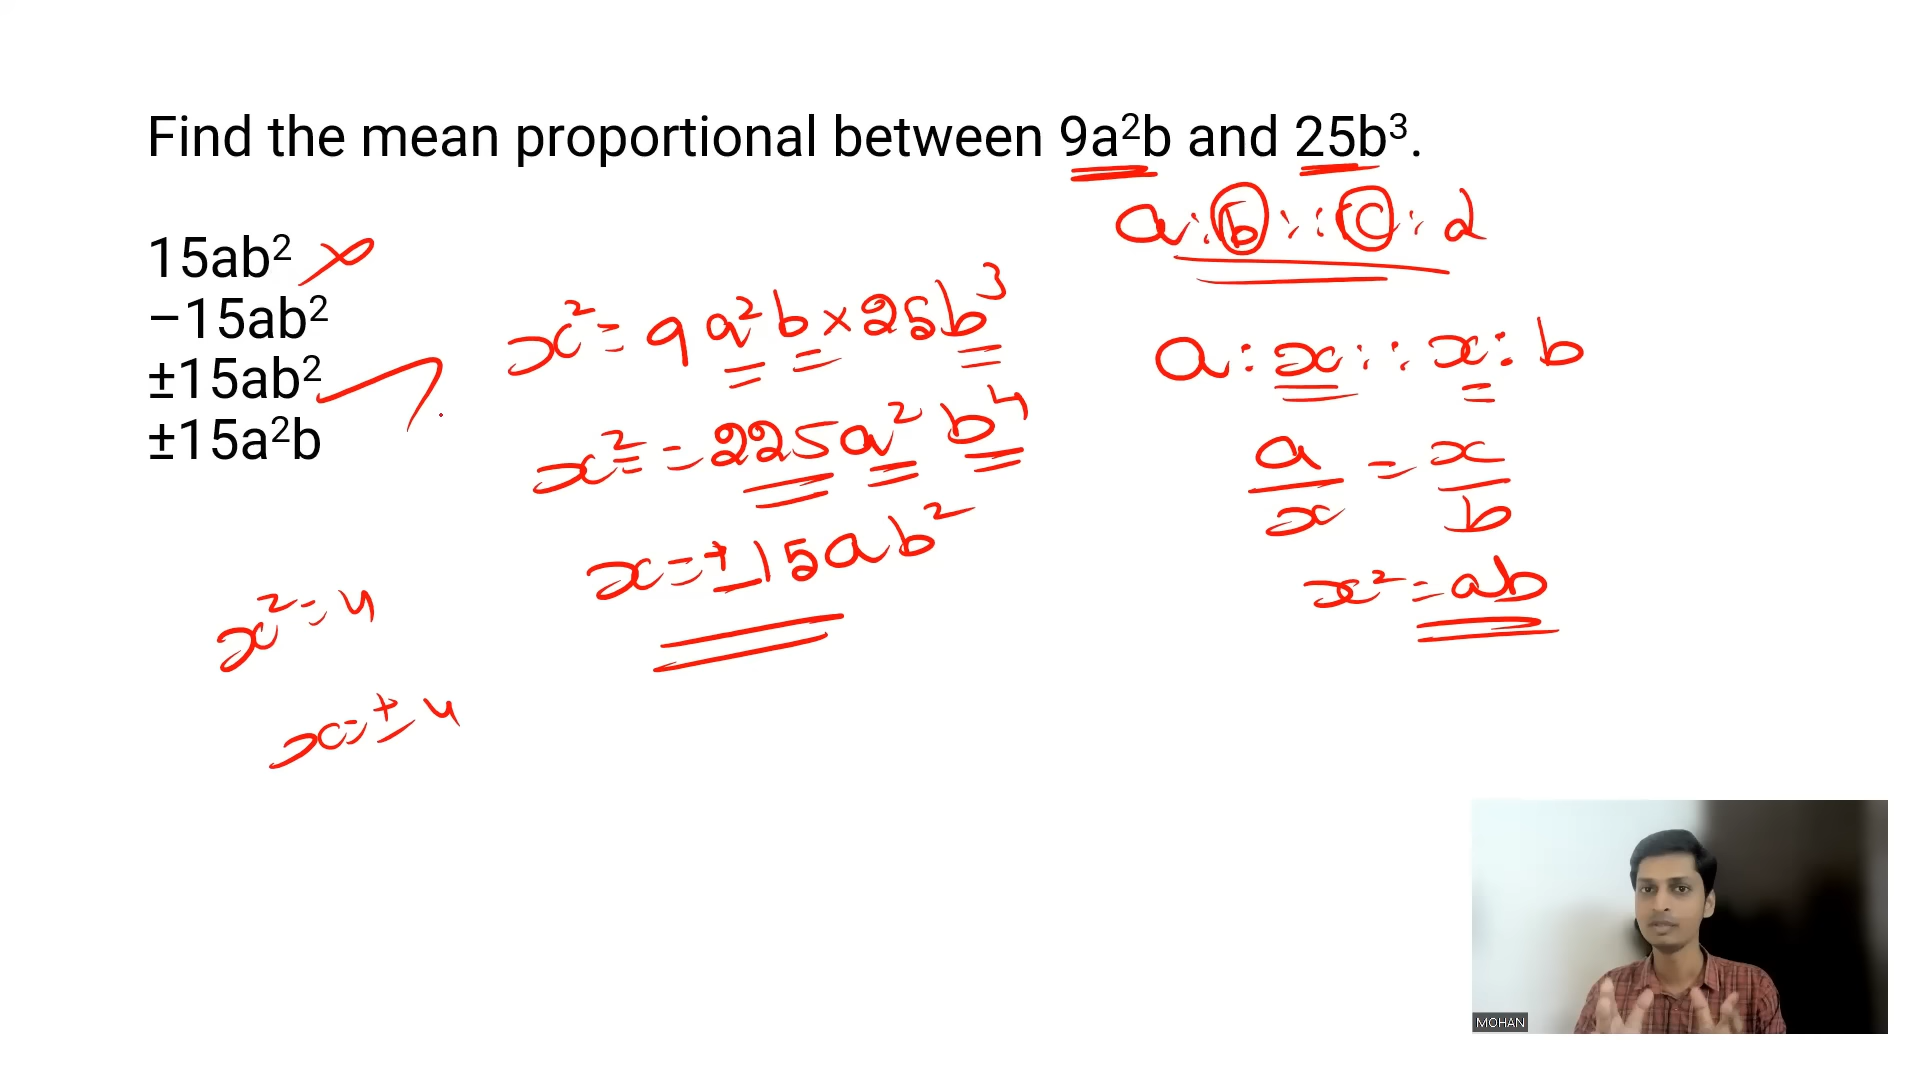 Find the mean proportional between 9a²b and 25b³.
a : b :: c : d
15ab²
−15ab²
±15ab²
±15a²b
x² = 9a²b × 25b³
x² = 225a²b⁴
x = ±15ab²
a : x :: x : b
a/x = x/b
x² = ab
x² = 4
x = ± 4
MOHAN